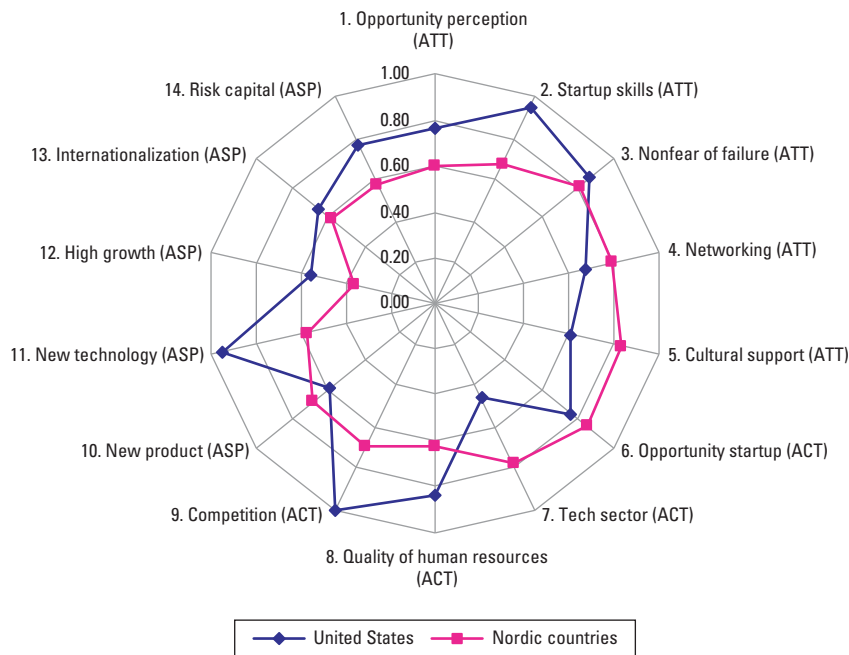 1. Opportunity perception
(ATT)
1.00
14. Risk capital (ASP)
2. Startup skills (ATT)
0.80
13. Internationalization (ASP)
3. Nonfear of failure (ATT)
0.60
0.40
12. High growth (ASP)
4. Networking (ATT)
0.20
0.00
11. New technology (ASP)
5. Cultural support (ATT)
10. New product (ASP)
6. Opportunity startup (ACT)
9. Competition (ACT)
7. Tech sector (ACT)
8. Quality of human resources
(ACT)
United States
Nordic countries